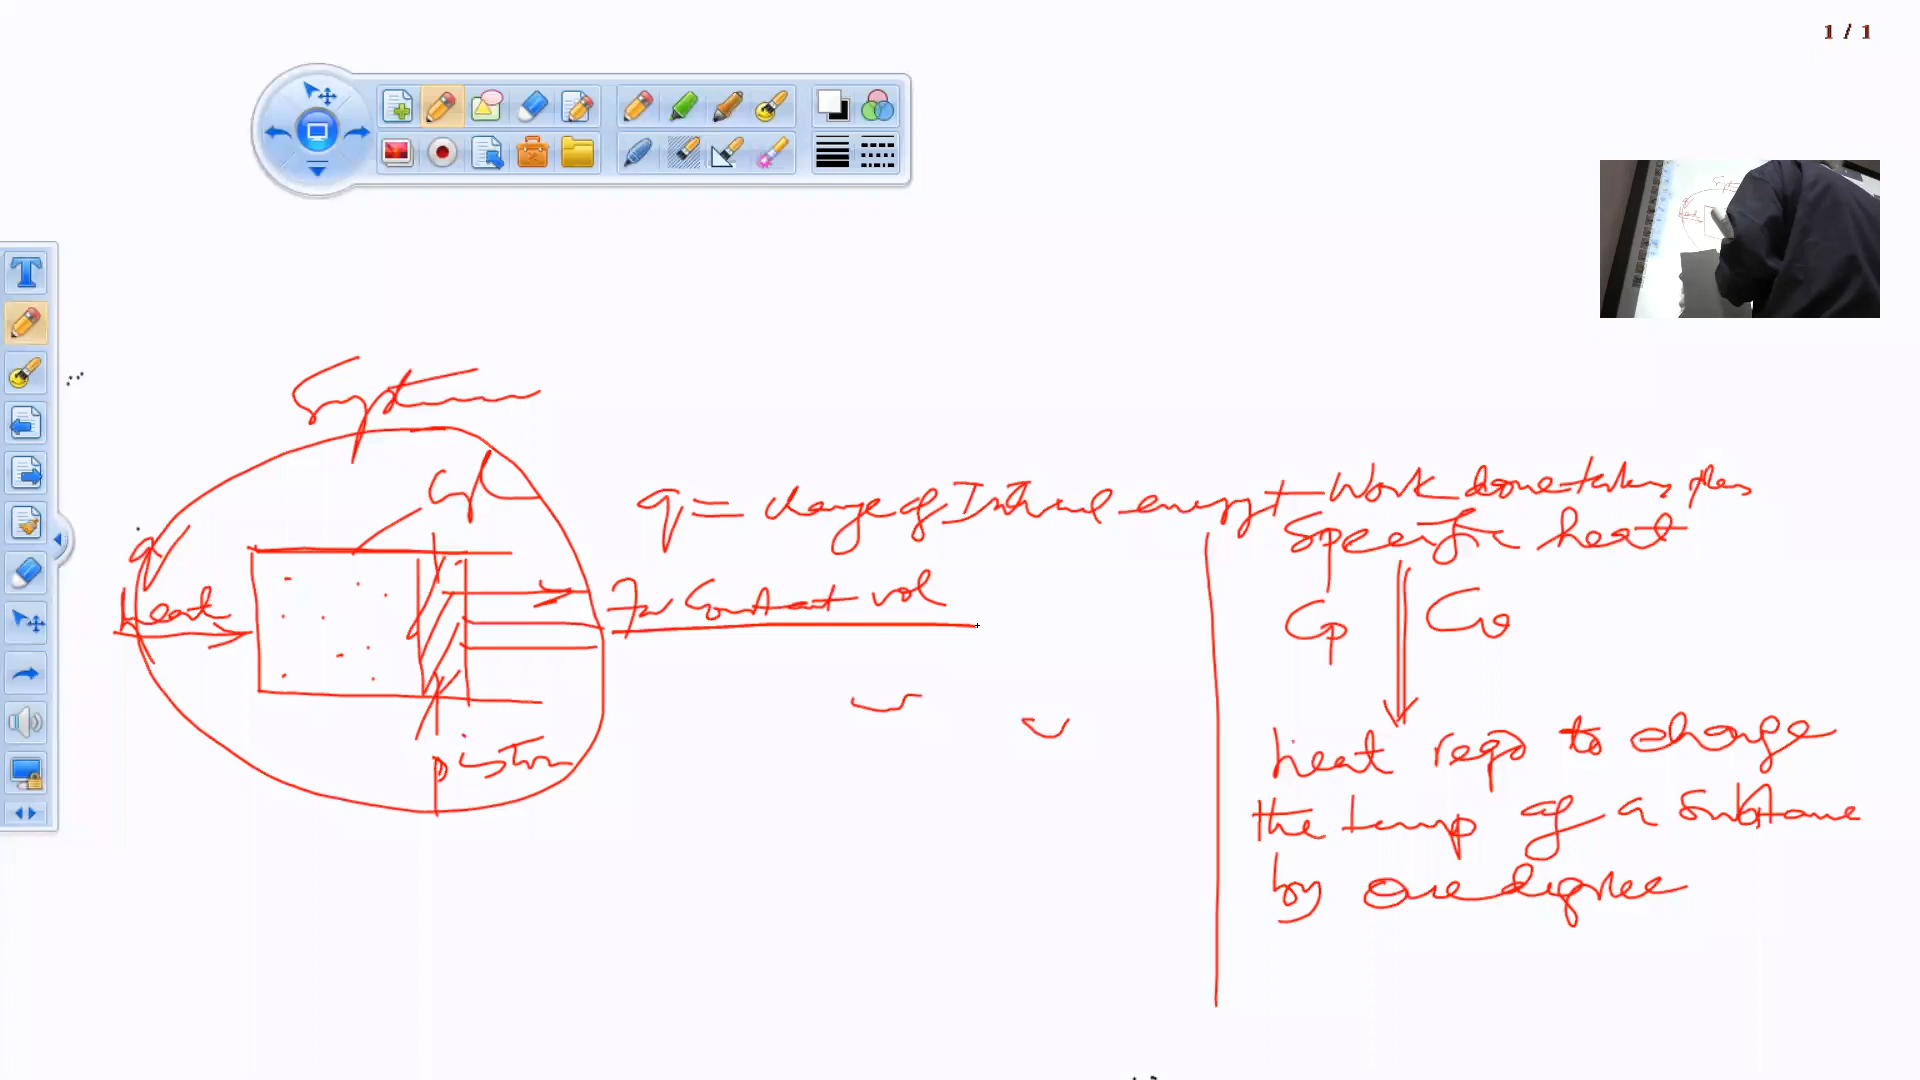 1 / 1
System
Cyl
q = change of Internal energy + Work done taking place
Specific heat
q
Heat
For Constant vol
Cp
Cv
piston
heat reqd to change
the temp of a Substance
by one degree